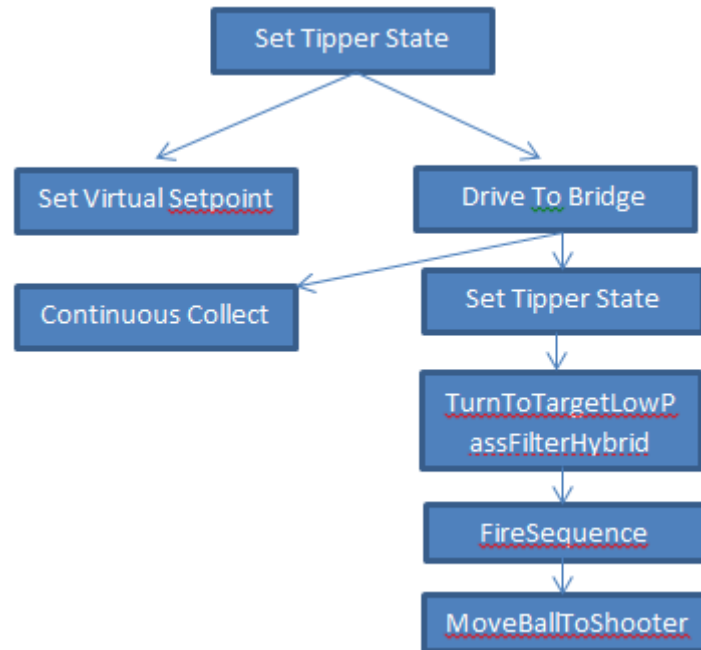 Set Tipper State
Set Virtual Setpoint
Drive To Bridge
Continuous Collect
Set Tipper State
TurnToTargetLowP
assFilterHybrid
FireSequence
MoveBallToShooter